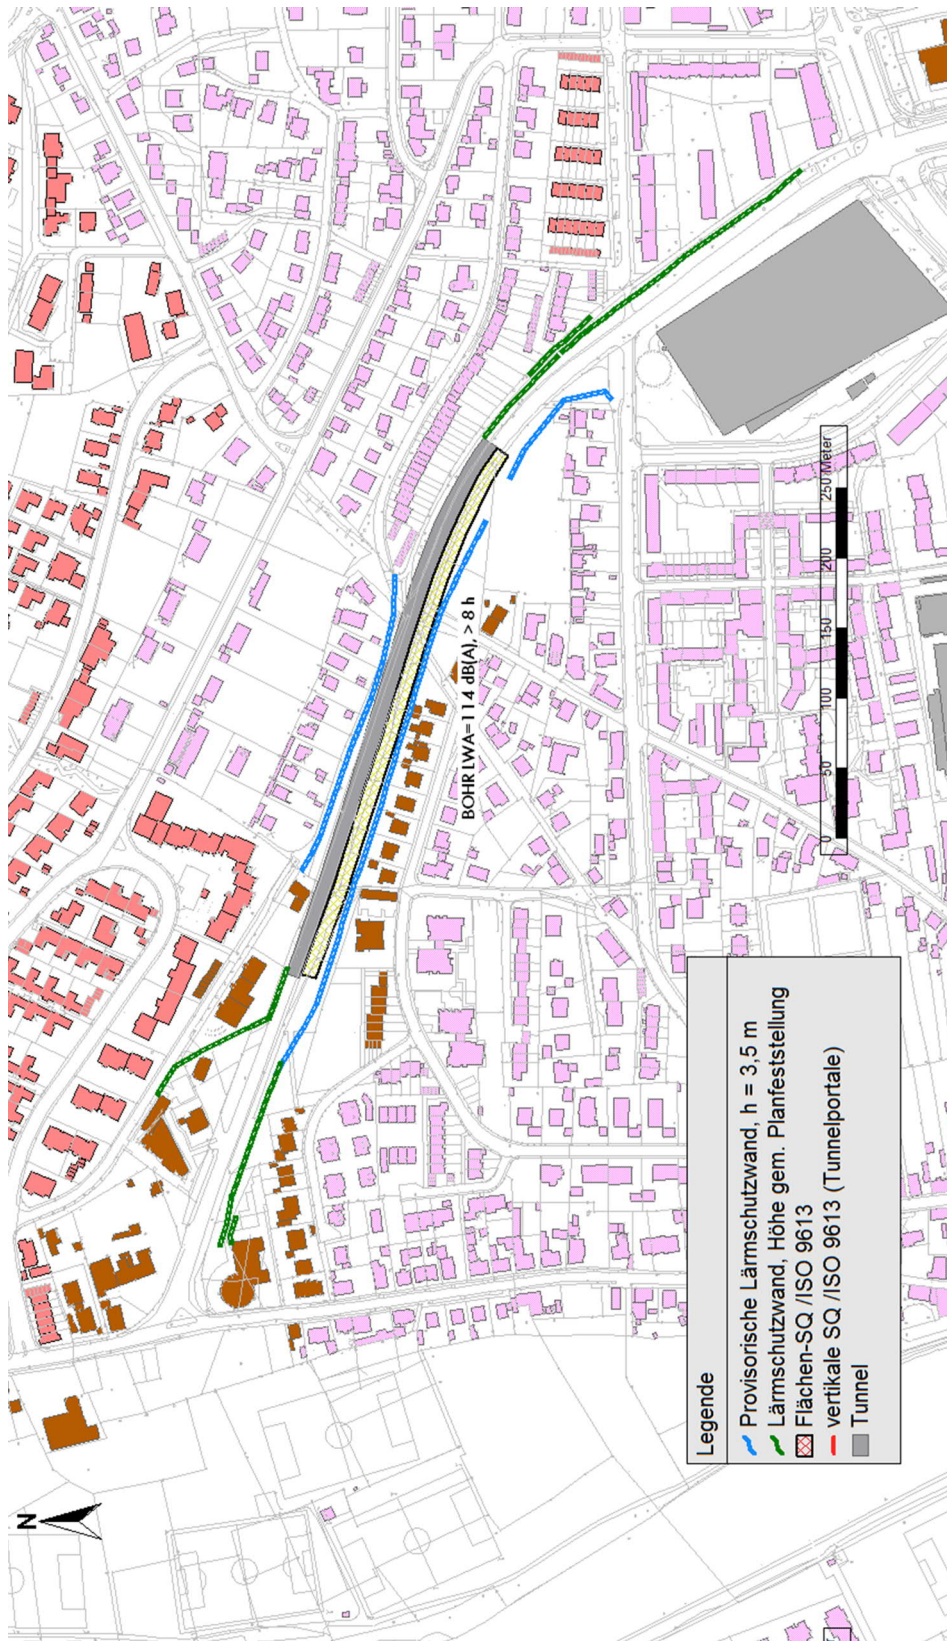 N
BOHR LWA=114 dB(A), > 8 h
0 50 100 150 200 250 Meter
Legende
Provisorische Lärmschutzwand, h = 3,5 m
Lärmschutzwand, Höhe gem. Planfeststellung
Flächen-SQ /ISO 9613
vertikale SQ /ISO 9613 (Tunnelportale)
Tunnel